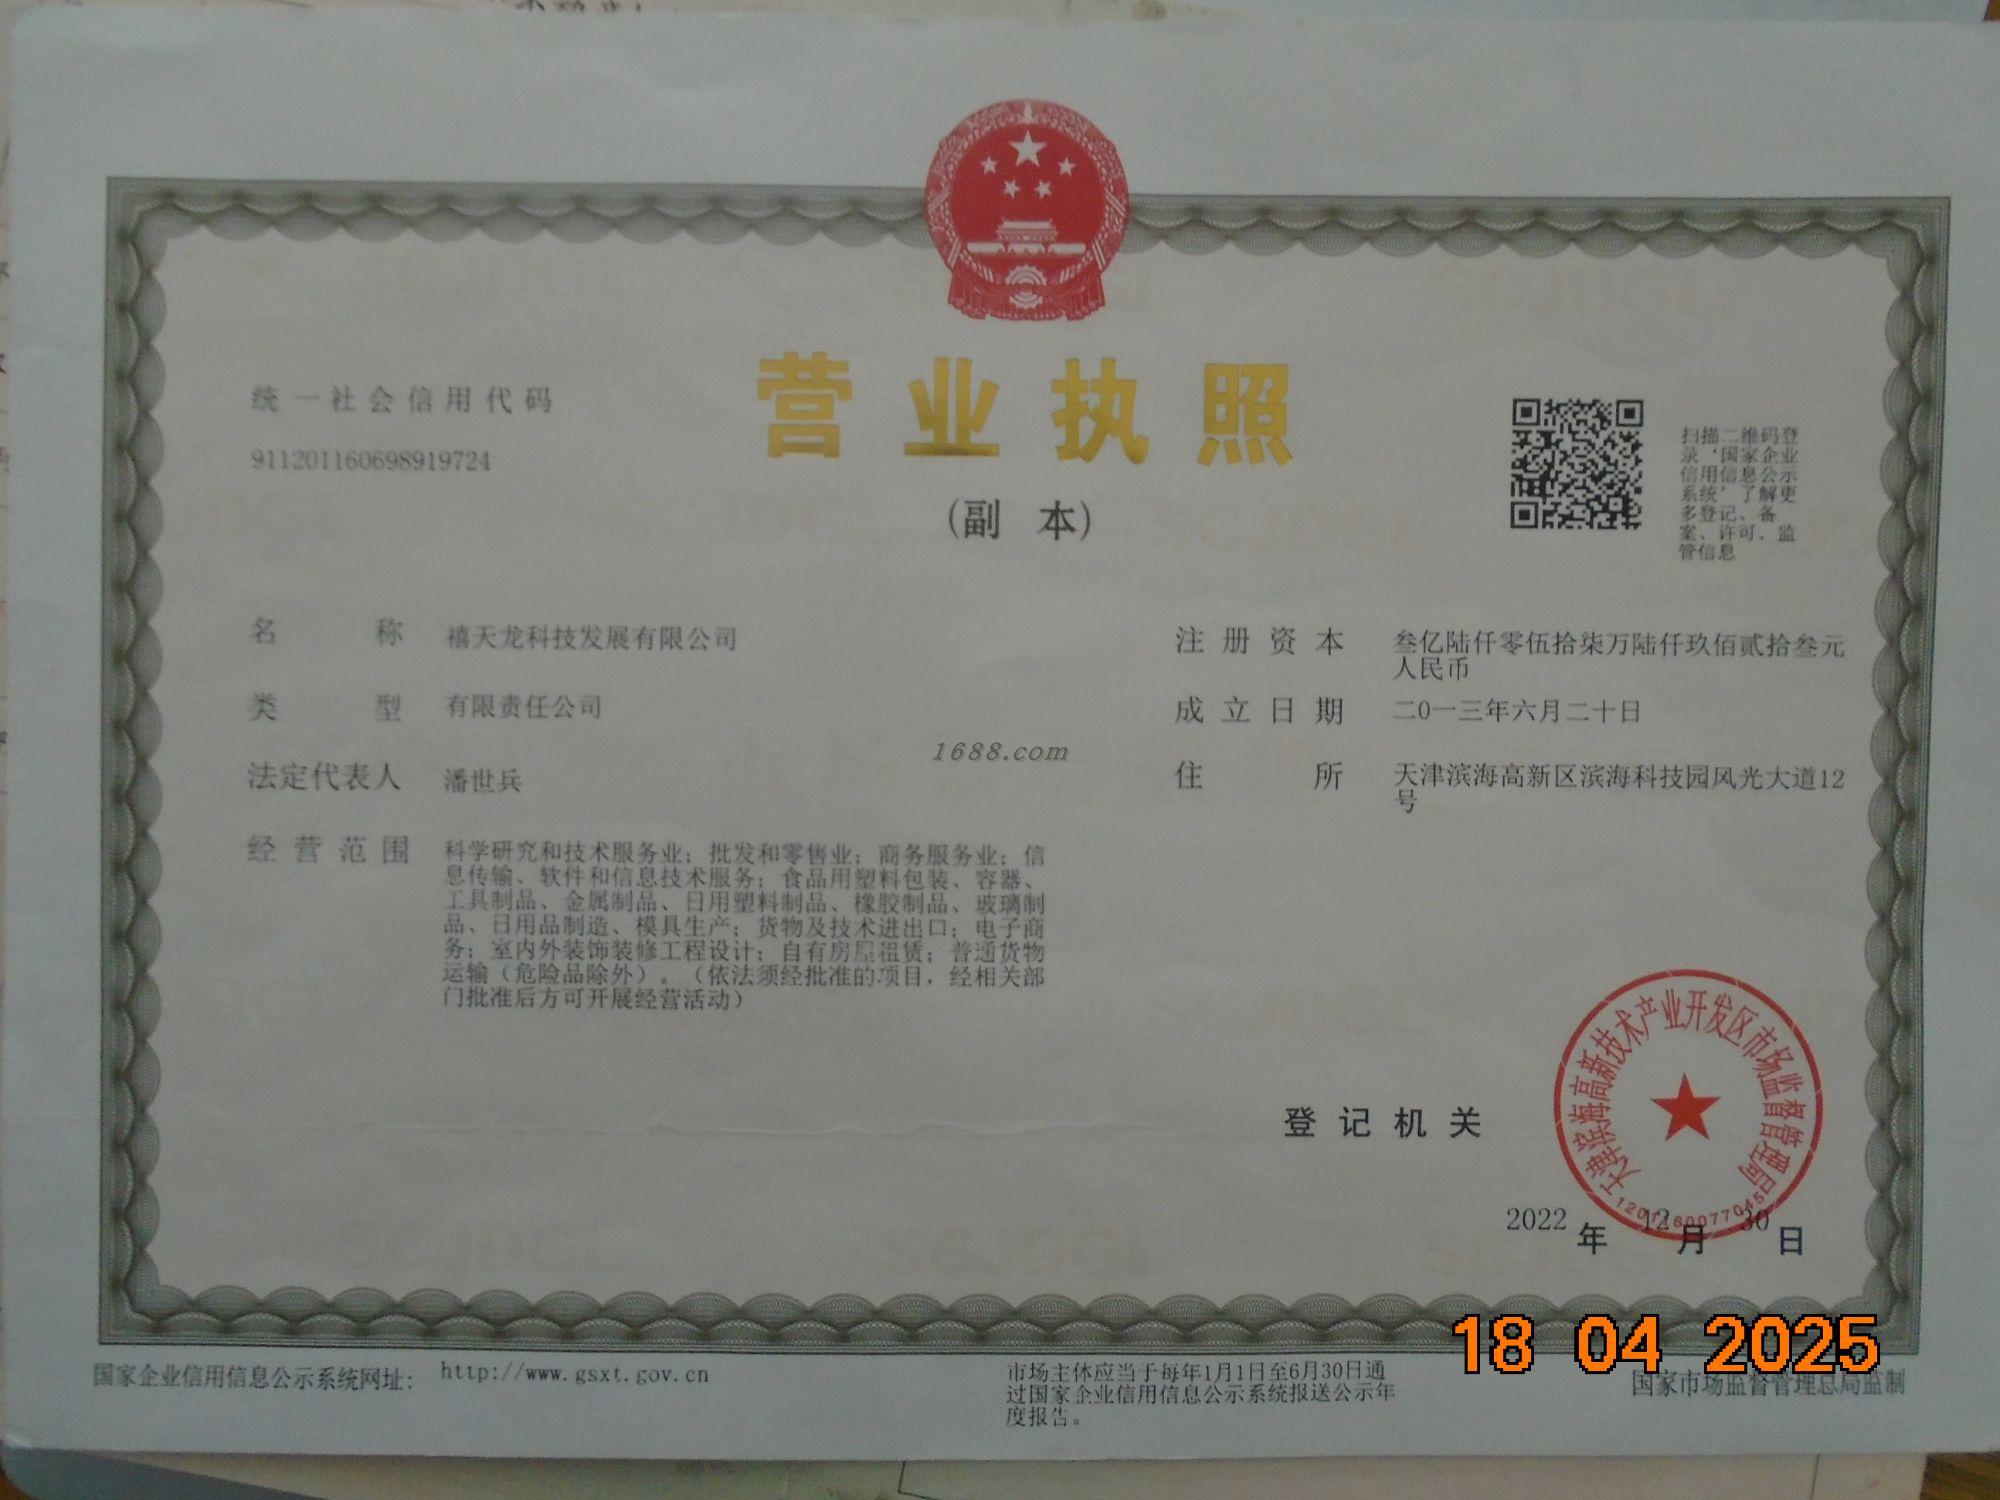 营业执照
(副 本)
统一社会信用代码
911201160698919724
扫描二维码登
录‘国家企业
信用信息公示
系统’了解更
多登记、备
案、许可、监
管信息
名 称 禧天龙科技发展有限公司
类 型 有限责任公司
法定代表人 潘世兵
经营范围 科学研究和技术服务业；批发和零售业；商务服务业；信
息传输、软件和信息技术服务；食品用塑料包装、容器、
工具制品、金属制品、日用塑料制品、橡胶制品、玻璃制
品、日用品制造、模具生产；货物及技术进出口；电子商
务；室内外装饰装修工程设计；自有房屋租赁；普通货物
运输（危险品除外）。（依法须经批准的项目，经相关部
门批准后方可开展经营活动）
注册资本 叁亿陆仟零伍拾柒万陆仟玖佰贰拾叁元
人民币
成立日期 二0一三年六月二十日
住 所 天津滨海高新区滨海科技园风光大道12
号
1688.com
登记机关
天津滨海高新技术产业开发区市场监督管理局
2022 年 12 月 30 日
18 04 2025
国家企业信用信息公示系统网址： http://www.gsxt.gov.cn
市场主体应当于每年1月1日至6月30日通
过国家企业信用信息公示系统报送公示年
度报告。
国家市场监督管理总局监制